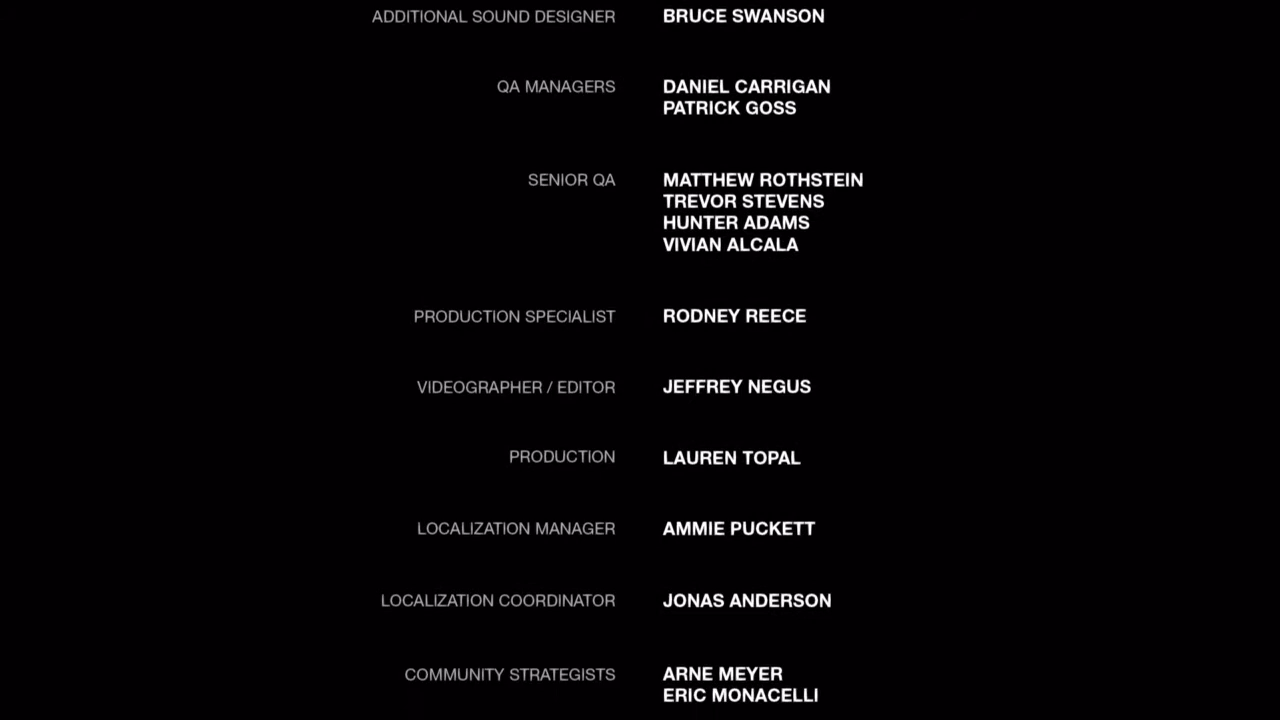 ADDITIONAL SOUND DESIGNER BRUCE SWANSON
QA MANAGERS DANIEL CARRIGAN
PATRICK GOSS
SENIOR QA MATTHEW ROTHSTEIN
TREVOR STEVENS
HUNTER ADAMS
VIVIAN ALCALA
PRODUCTION SPECIALIST RODNEY REECE
VIDEOGRAPHER / EDITOR JEFFREY NEGUS
PRODUCTION LAUREN TOPAL
LOCALIZATION MANAGER AMMIE PUCKETT
LOCALIZATION COORDINATOR JONAS ANDERSON
COMMUNITY STRATEGISTS ARNE MEYER
ERIC MONACELLI